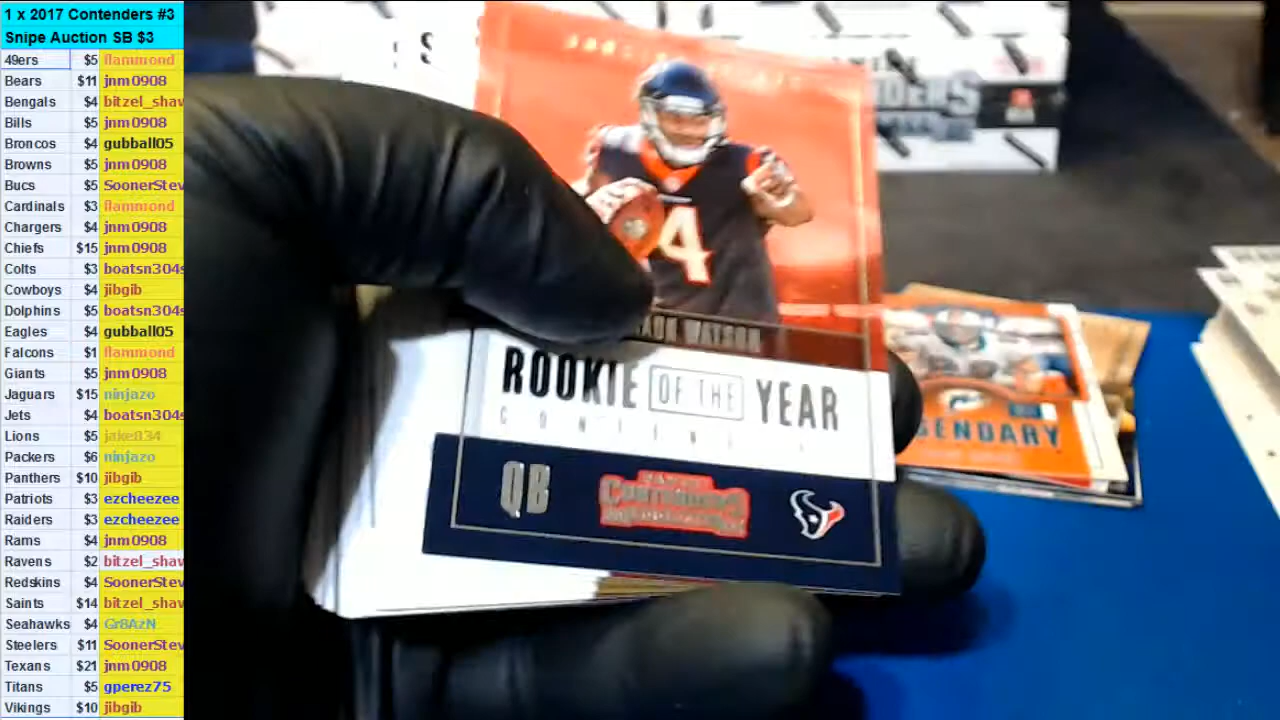 1 x 2017 Contenders #3
Snipe Auction SB $3
49ers $5 flammond
Bears $11 jnm0908
Bengals $4 bitzel_shaw
Bills $5 jnm0908
Broncos $4 gubball05
Browns $5 jnm0908
Bucs $5 SoonerStev
Cardinals $3 flammond
Chargers $4 jnm0908
Chiefs $15 jnm0908
Colts $3 boatsn304s
Cowboys $4 jibgib
Dolphins $5 boatsn304s
Eagles $4 gubball05
Falcons $1 flammond
Giants $5 jnm0908
Jaguars $15 ninjazo
Jets $4 boatsn304s
Lions $5 jake834
Packers $6 ninjazo
Panthers $10 jibgib
Patriots $3 ezcheezee
Raiders $3 ezcheezee
Rams $4 jnm0908
Ravens $2 bitzel_shaw
Redskins $4 SoonerStev
Saints $14 bitzel_shaw
Seahawks $4 Gr8AzN
Steelers $11 SoonerStev
Texans $21 jnm0908
Titans $5 gperez75
Vikings $10 jibgib
4
WATSON
ROOKIE OF THE YEAR
QB
CONTENDERS